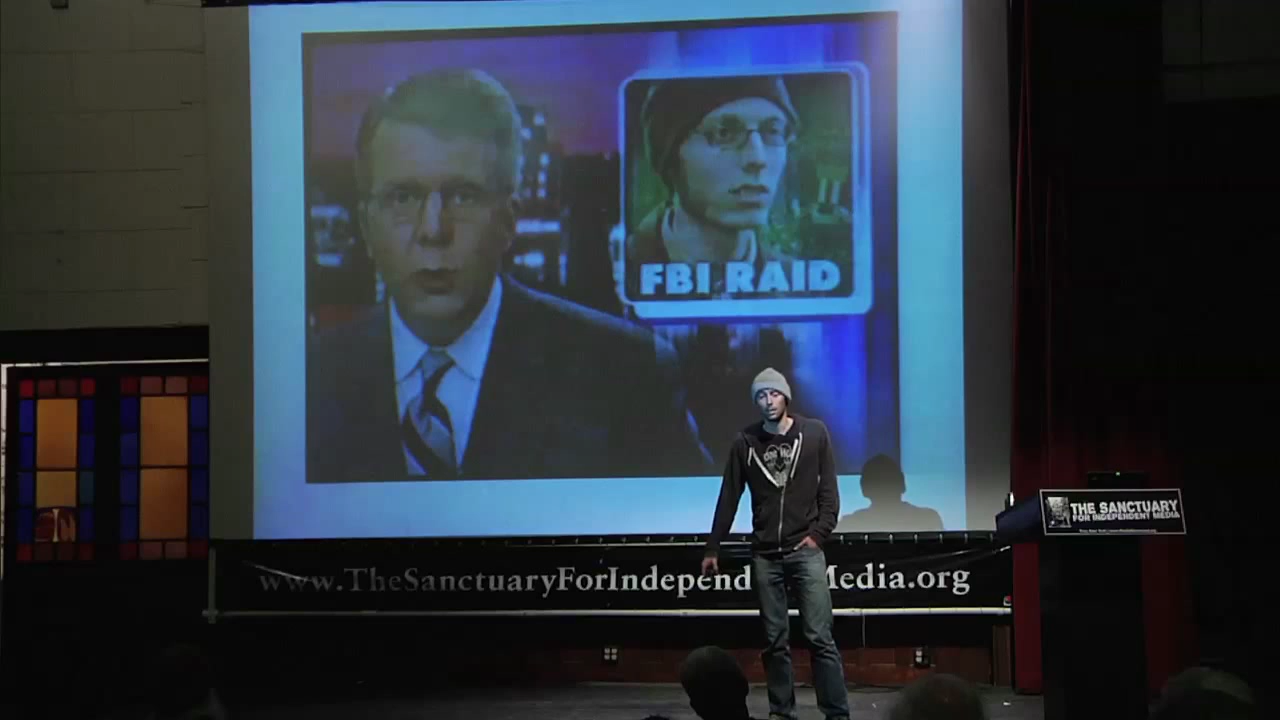 FBI RAID
THE SANCTUARY
FOR INDEPENDENT MEDIA
www.TheSanctuaryForIndepend Media.org